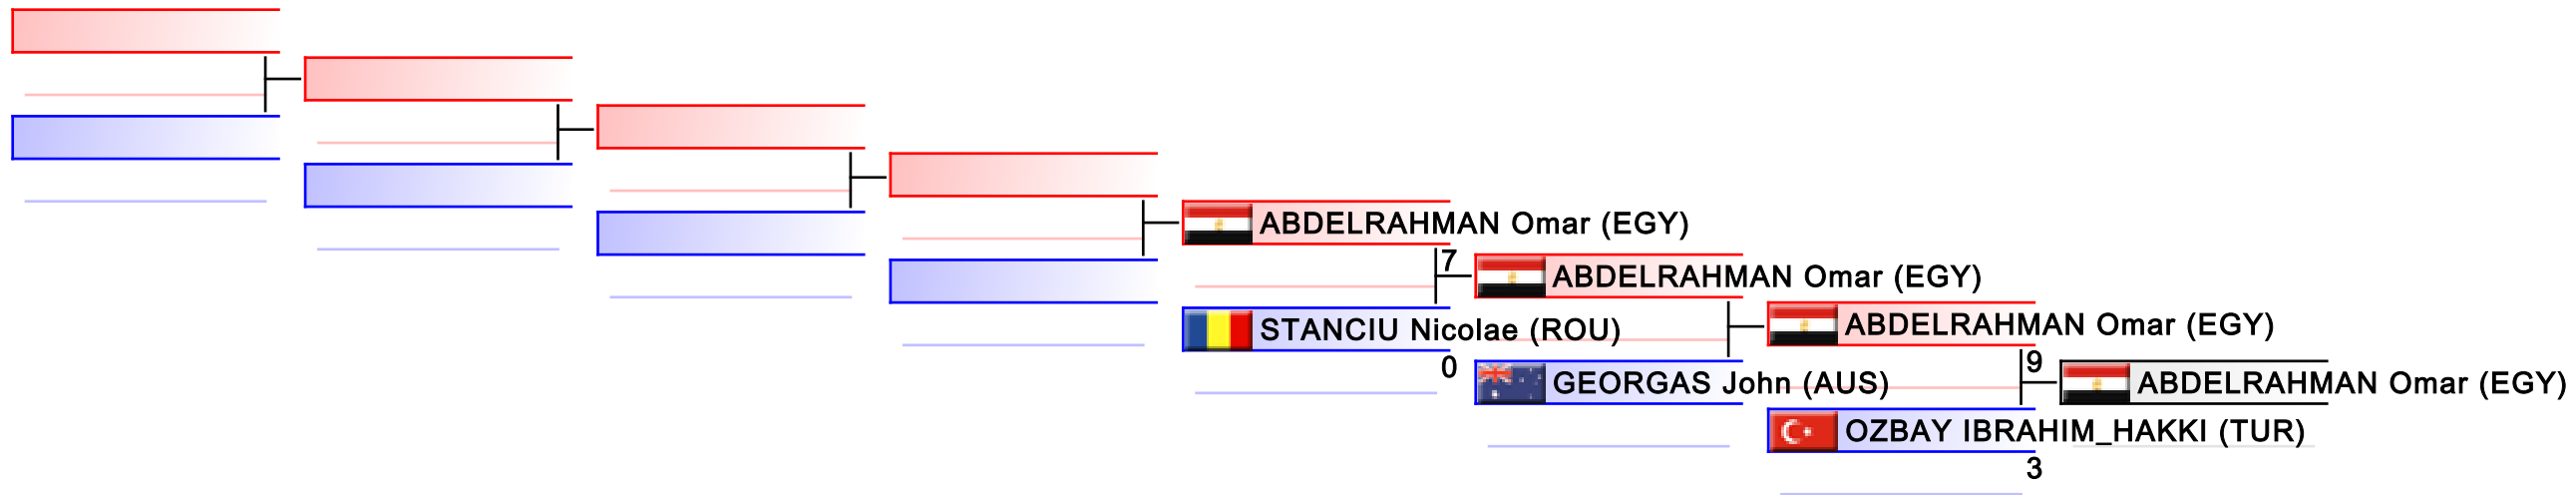 ABDELRAHMAN Omar (EGY)
7
STANCIU Nicolae (ROU)
0
ABDELRAHMAN Omar (EGY)
GEORGAS John (AUS)
ABDELRAHMAN Omar (EGY)
9
OZBAY IBRAHIM_HAKKI (TUR)
3
ABDELRAHMAN Omar (EGY)